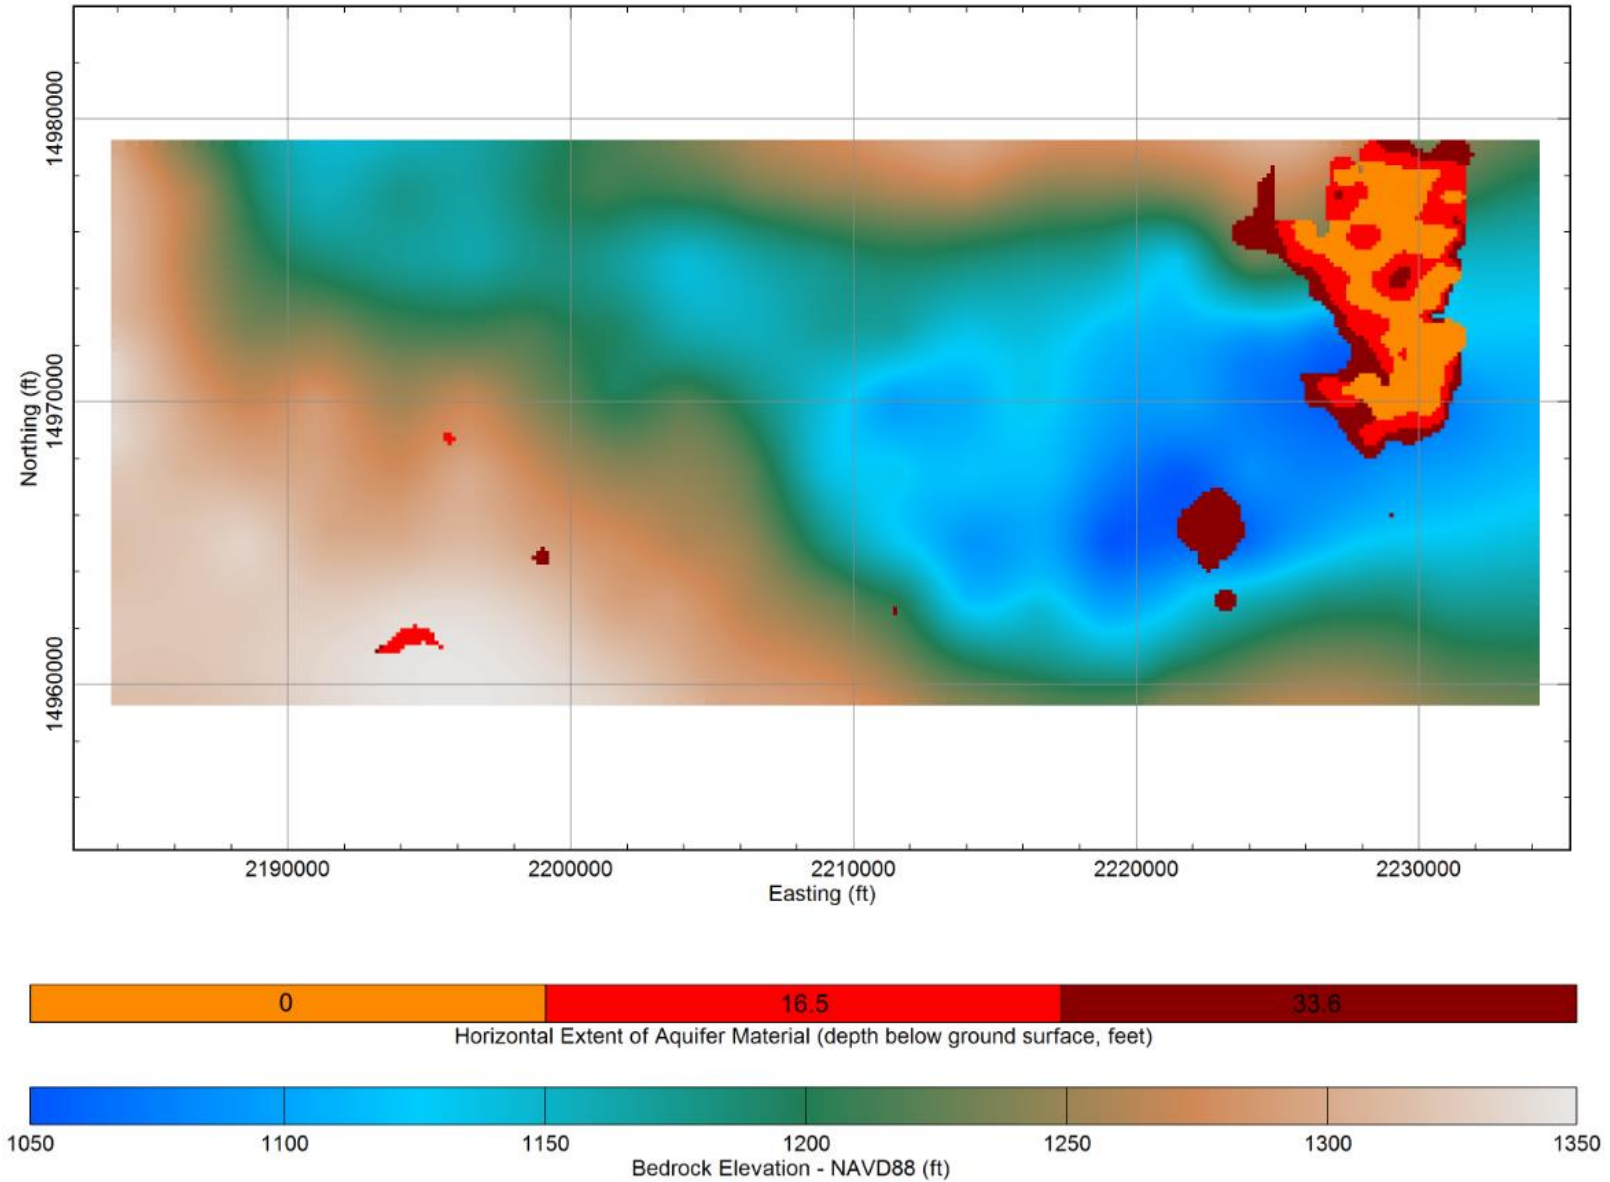 14980000
14970000
14960000
Northing (ft)
2190000 2200000 2210000 2220000 2230000
Easting (ft)
0 16.5 33.6
Horizontal Extent of Aquifer Material (depth below ground surface, feet)
1050 1100 1150 1200 1250 1300 1350
Bedrock Elevation - NAVD88 (ft)